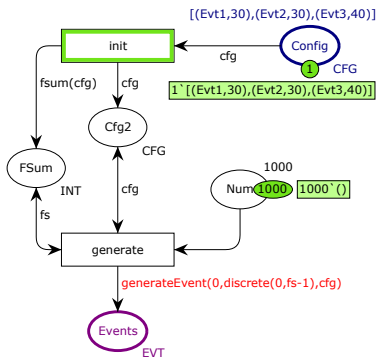 [(Evt1,30),(Evt2,30),(Evt3,40)]
init
cfg
Config
1
CFG
1`[(Evt1,30),(Evt2,30),(Evt3,40)]
fsum(cfg)
cfg
Cfg2
CFG
FSum
INT
cfg
1000
Num
1000
1000`()
fs
generate
generateEvent(0,discrete(0,fs-1),cfg)
Events
EVT